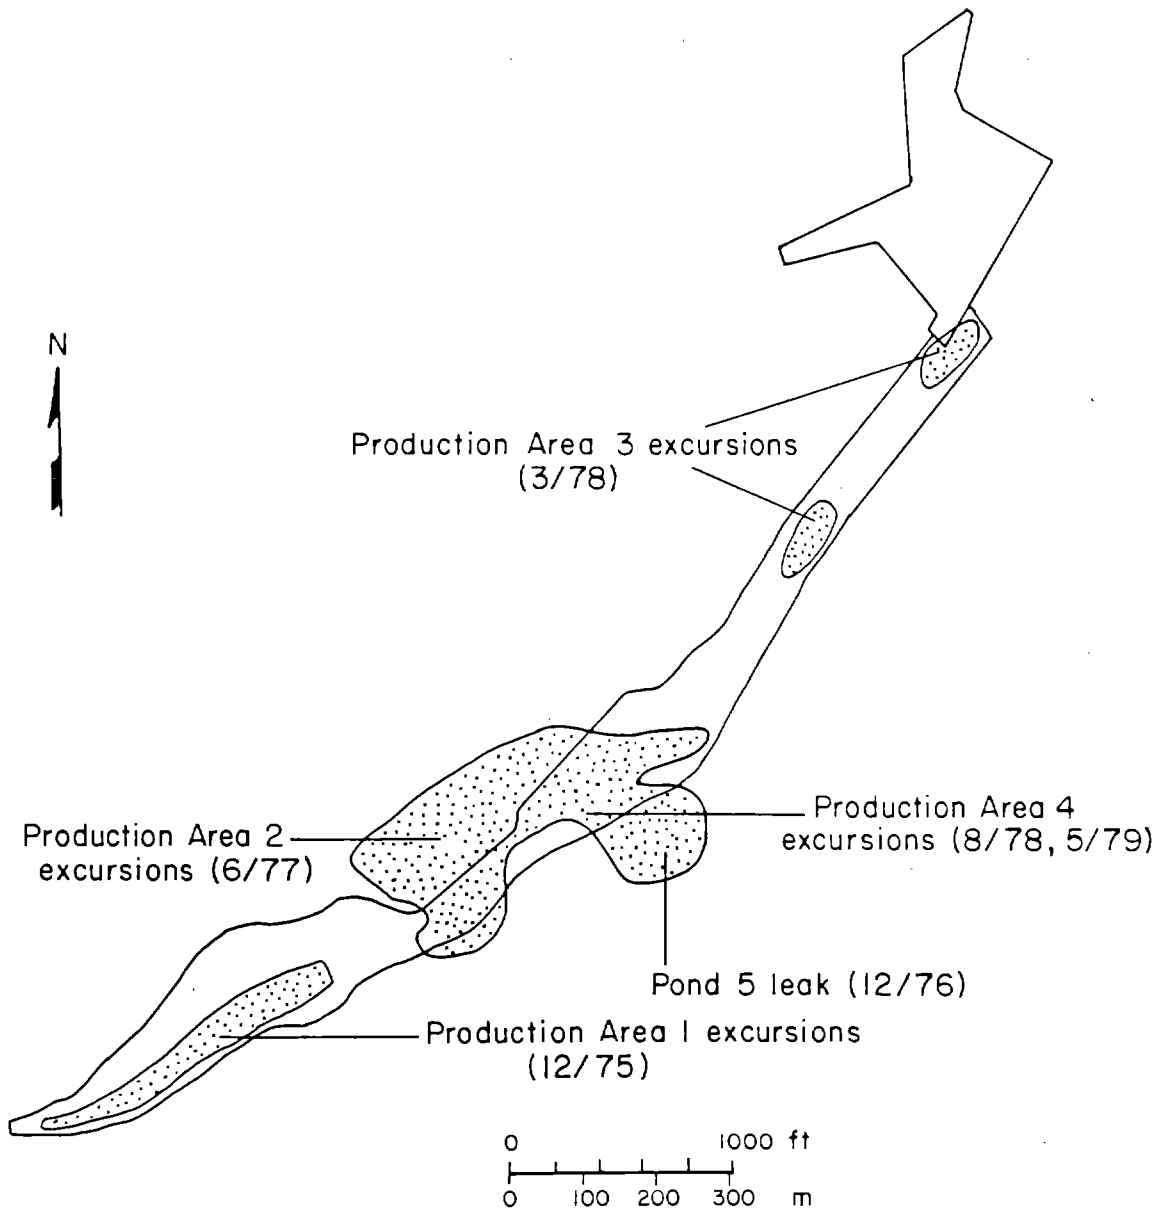 N
Production Area 3 excursions
(3/78)
Production Area 4
excursions (8/78, 5/79)
Production Area 2
excursions (6/77)
Pond 5 leak (12/76)
Production Area 1 excursions
(12/75)
0 1000 ft
0 100 200 300 m